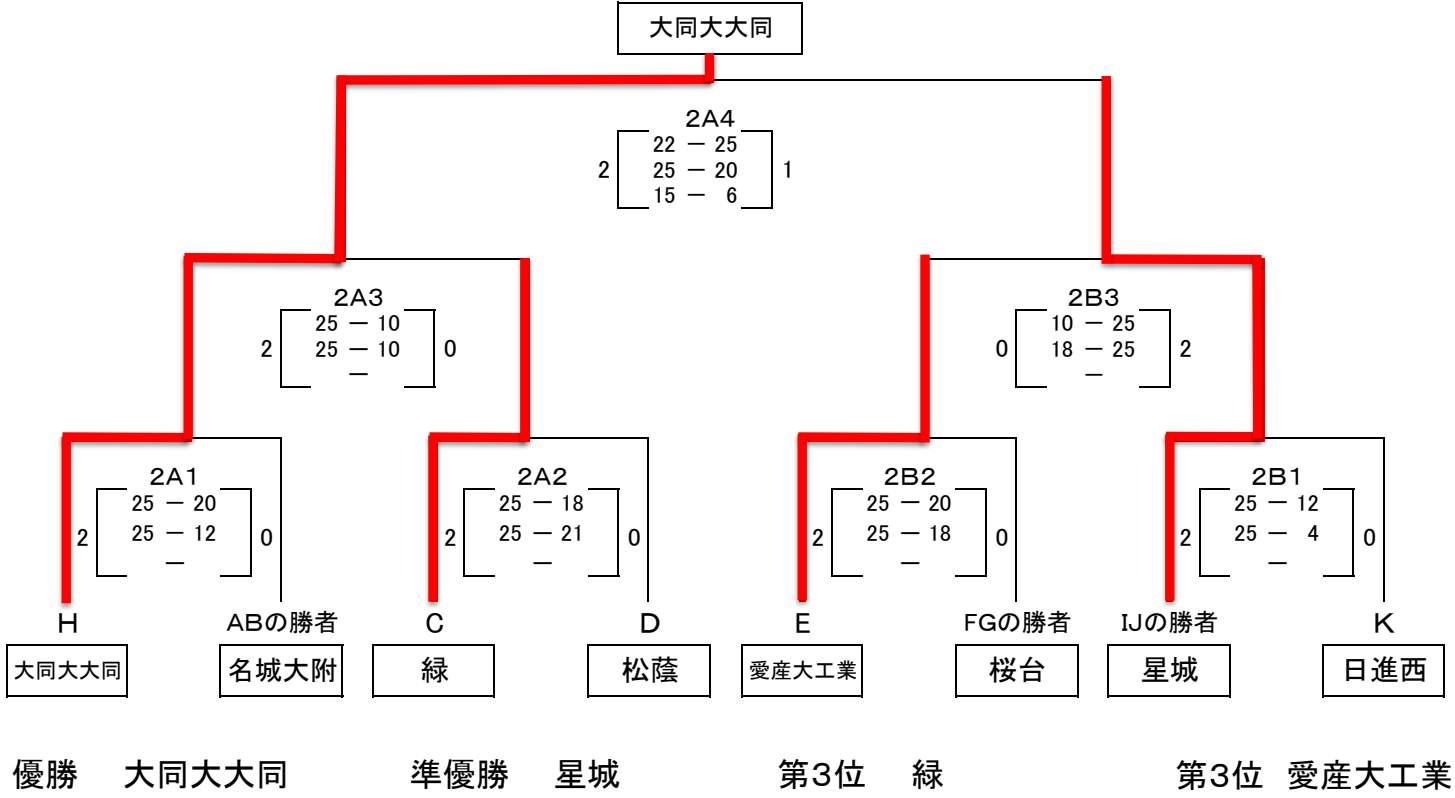 大同大大同
2A4
22 － 25
2 25 － 20 1
15 － 6
2A3 2B3
25 － 10 10 － 25
2 25 － 10 0 0 18 － 25 2
－ －
2A1 2A2 2B2 2B1
25 － 20 25 － 18 25 － 20 25 － 12
2 25 － 12 0 2 25 － 21 0 2 25 － 18 0 2 25 － 4 0
－ － － －
H ABの勝者 C D E FGの勝者 IJの勝者 K
大同大大同 名城大附 緑 松蔭 愛産大工業 桜台 星城 日進西
優勝 大同大大同 準優勝 星城 第3位 緑 第3位 愛産大工業